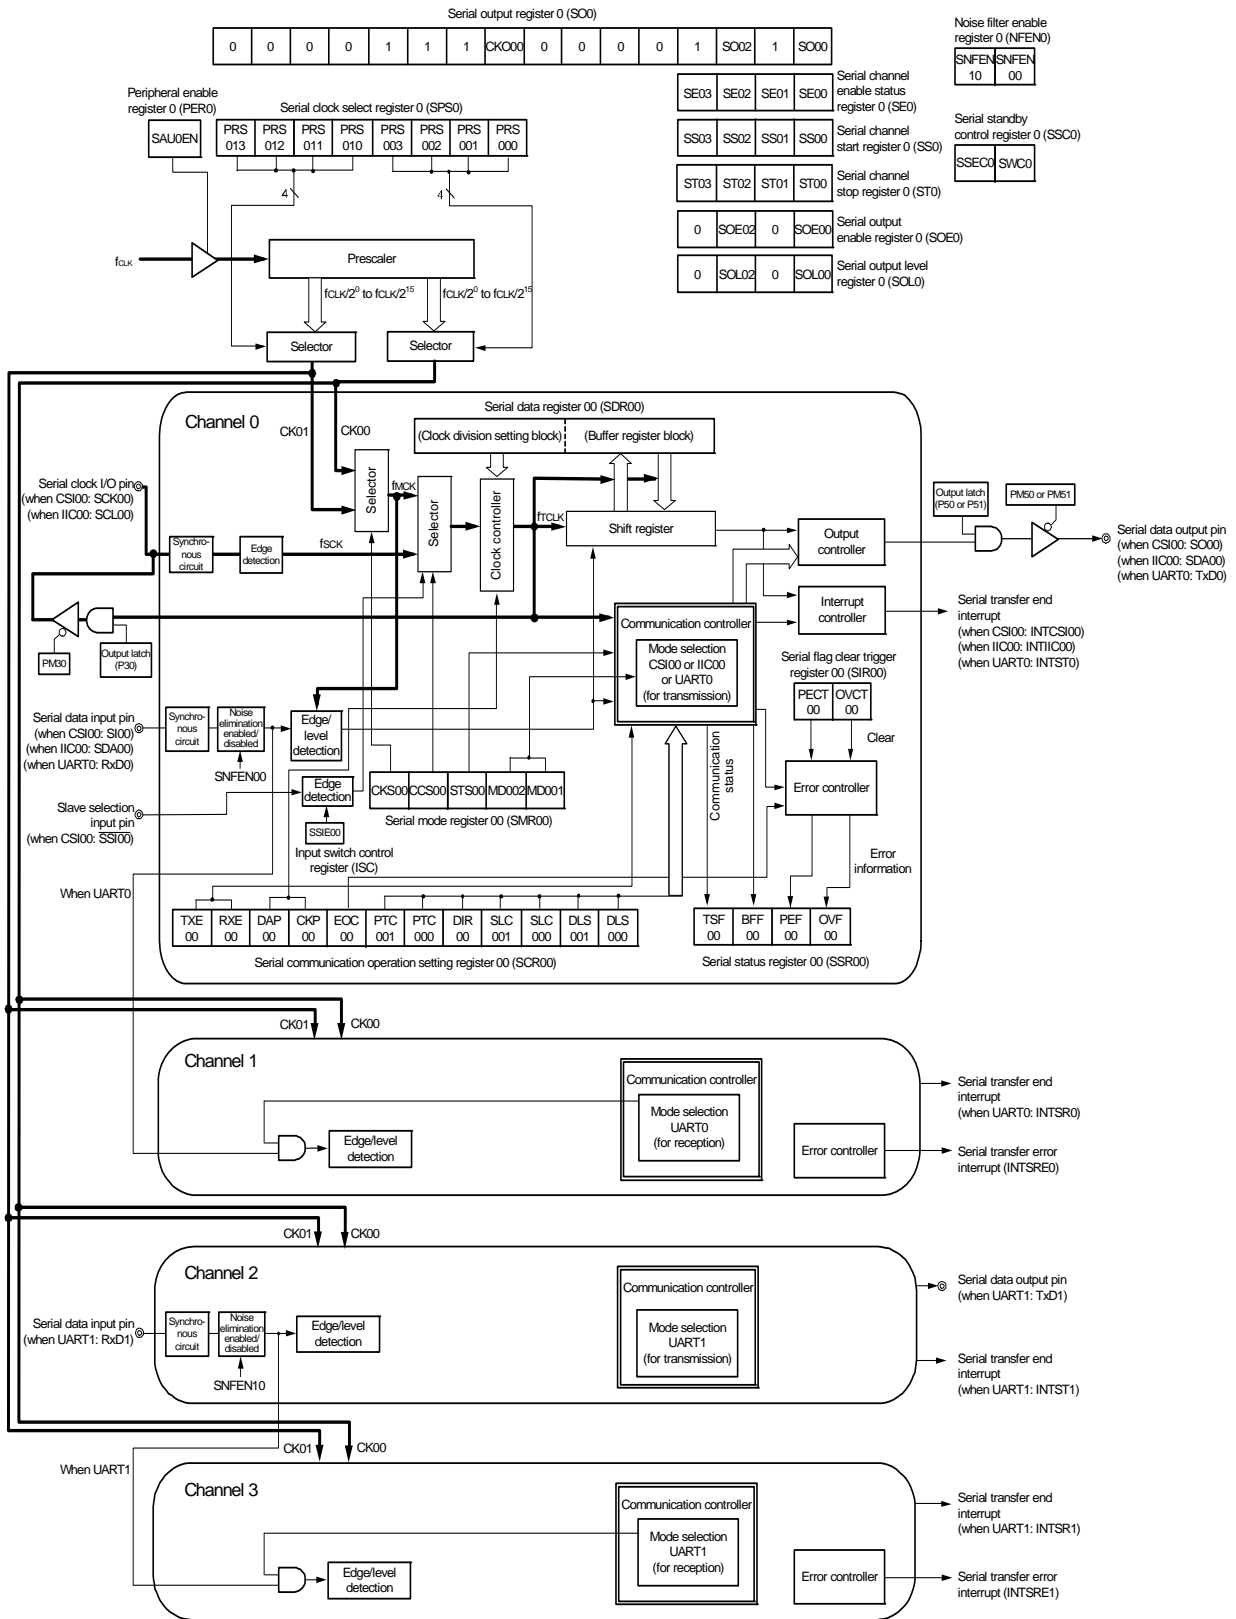 Serial output register 0 (SO0)
0 0 0 0 1 1 1 CKO00 0 0 0 0 1 SO02 1 SO00
Noise filter enable
register 0 (NFEN0)
SNFEN SNFEN
10 00
Peripheral enable
register 0 (PER0)
SAU0EN
Serial clock select register 0 (SPS0)
PRS PRS PRS PRS PRS PRS PRS PRS
013 012 011 010 003 002 001 000
4 4
SE03 SE02 SE01 SE00
Serial channel
enable status
register 0 (SE0)
SS03 SS02 SS01 SS00
Serial channel
start register 0 (SS0)
Serial standby
control register 0 (SSC0)
SSEC0 SWC0
ST03 ST02 ST01 ST00
Serial channel
stop register 0 (ST0)
0 SOE02 0 SOE00
Serial output
enable register 0 (SOE0)
0 SOL02 0 SOL00
Serial output level
register 0 (SOL0)
fCLK
Prescaler
fCLK/2⁰ to fCLK/2¹⁵ fCLK/2⁰ to fCLK/2¹⁵
Selector Selector
Channel 0
CK01 CK00
Serial data register 00 (SDR00)
(Clock division setting block) (Buffer register block)
Serial clock I/O pin
(when CSI00: SCK00)
(when IIC00: SCL00)
Selector
fMCK
Selector
Clock controller
fTCLK
Shift register
Synchro-
nous
circuit
Edge
detection
fSCK
Output
controller
Output latch
(P50 or P51)
PM50 or PM51
Serial data output pin
(when CSI00: SO00)
(when IIC00: SDA00)
(when UART0: TxD0)
PM30
Output latch
(P30)
Communication controller
Mode selection
CSI00 or IIC00
or UART0
(for transmission)
Interrupt
controller
Serial transfer end
interrupt
(when CSI00: INTCSI00)
(when IIC00: INTIIC00)
(when UART0: INTST0)
Serial flag clear trigger
register 00 (SIR00)
PECT OVCT
00 00
Clear
Serial data input pin
(when CSI00: SI00)
(when IIC00: SDA00)
(when UART0: RxD0)
Synchro-
nous
circuit
Noise
elimination
enabled/
disabled
SNFEN00
Edge/
level
detection
Communication
status
Error controller
Slave selection
input pin
(when CSI00: SSI00)
Edge
detection
SSIE00
Input switch control
register (ISC)
CKS00 CCS00 STS00 MD002 MD001
Serial mode register 00 (SMR00)
Error
information
When UART0
TXE RXE DAP CKP EOC PTC PTC DIR SLC SLC DLS DLS
00 00 00 00 00 001 000 00 001 000 001 000
Serial communication operation setting register 00 (SCR00)
TSF BFF PEF OVF
00 00 00 00
Serial status register 00 (SSR00)
CK01 CK00
Channel 1
Communication controller
Mode selection
UART0
(for reception)
Edge/level
detection
Error controller
Serial transfer end
interrupt
(when UART0: INTSR0)
Serial transfer error
interrupt (INTSRE0)
CK01 CK00
Channel 2
Serial data input pin
(when UART1: RxD1)
Synchro-
nous
circuit
Noise
elimination
enabled/
disabled
SNFEN10
Edge/level
detection
Communication controller
Mode selection
UART1
(for transmission)
Serial data output pin
(when UART1: TxD1)
Serial transfer end
interrupt
(when UART1: INTST1)
When UART1
CK01 CK00
Channel 3
Communication controller
Mode selection
UART1
(for reception)
Edge/level
detection
Error controller
Serial transfer end
interrupt
(when UART1: INTSR1)
Serial transfer error
interrupt (INTSRE1)